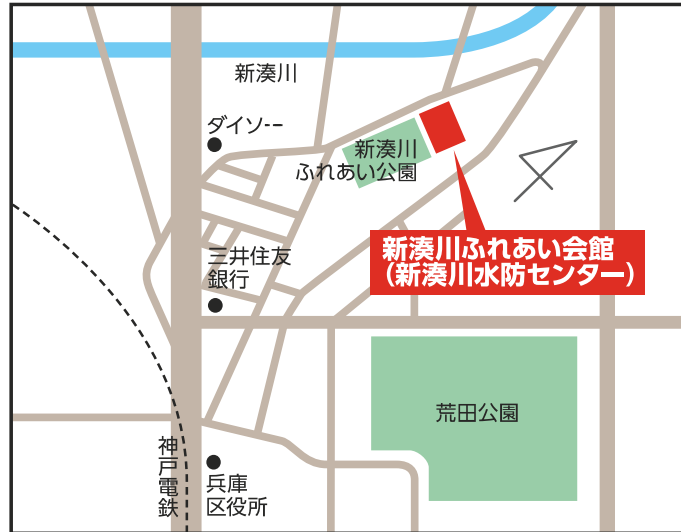 新湊川
ダイソー
新湊川
ふれあい公園
三井住友
銀行
新湊川ふれあい会館
（新湊川水防センター）
荒田公園
神戸電鉄
兵庫
区役所